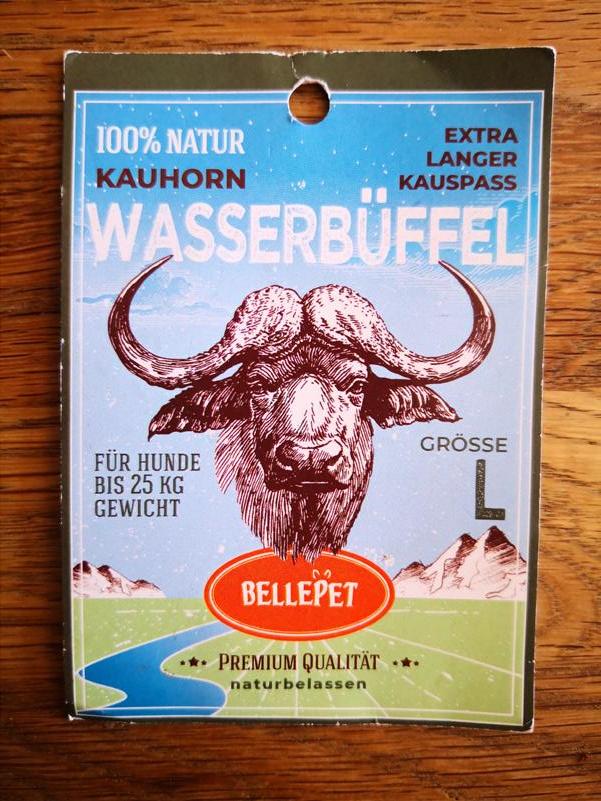 100% NATUR
KAUHORN
EXTRA
LANGER
KAUSPASS
WASSERBÜFFEL
FÜR HUNDE
BIS 25 KG
GEWICHT
GRÖSSE
L
BELLEPET
PREMIUM QUALITÄT
naturbelassen